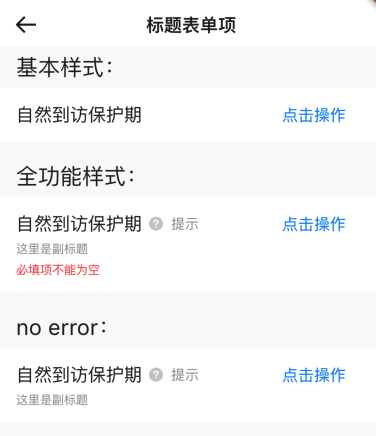 标题表单项
基本样式：
自然到访保护期 点击操作
全功能样式：
自然到访保护期 ? 提示 点击操作
这里是副标题
必填项不能为空
no error：
自然到访保护期 ? 提示 点击操作
这里是副标题